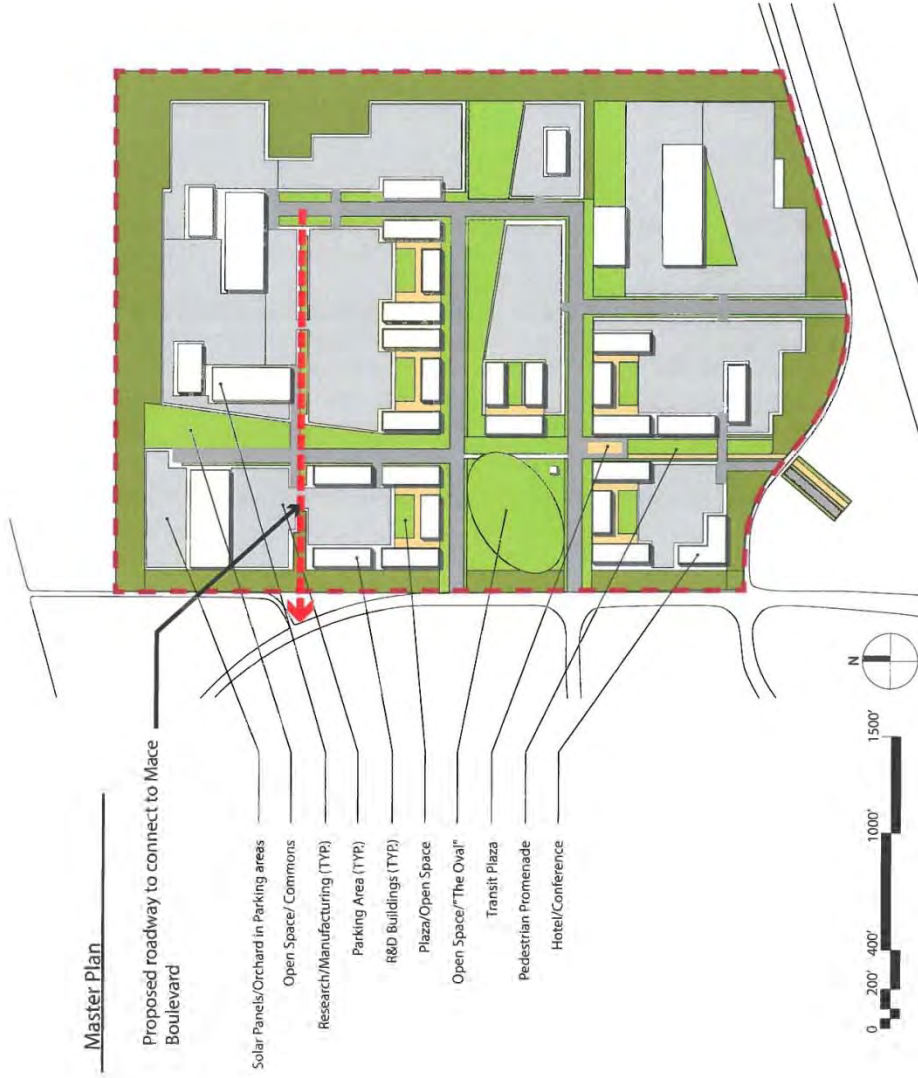 Master Plan
Proposed roadway to connect to Mace
Boulevard
Solar Panels/Orchard in Parking areas
Open Space/ Commons
Research/Manufacturing (TYP.)
Parking Area (TYP.)
R&D Buildings (TYP.)
Plaza/Open Space
Open Space/"The Oval"
Transit Plaza
Pedestrian Promenade
Hotel/Conference
N
0 200' 400' 1000' 1500'